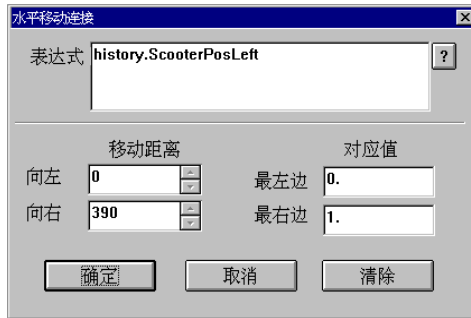 水平移动连接
表达式 history.ScooterPosLeft ?
移动距离 对应值
向左 0 最左边 0.
向右 390 最右边 1.
确定 取消 清除